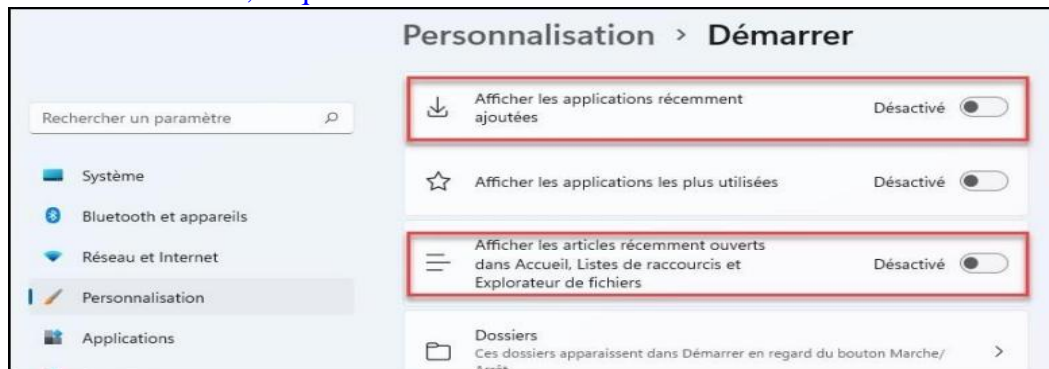 Personnalisation > Démarrer
Rechercher un paramètre
Système
Bluetooth et appareils
Réseau et Internet
Personnalisation
Applications
Afficher les applications récemment
ajoutées
Désactivé
Afficher les applications les plus utilisées
Désactivé
Afficher les articles récemment ouverts
dans Accueil, Listes de raccourcis et
Explorateur de fichiers
Désactivé
Dossiers
Ces dossiers apparaissent dans Démarrer en regard du bouton Marche/